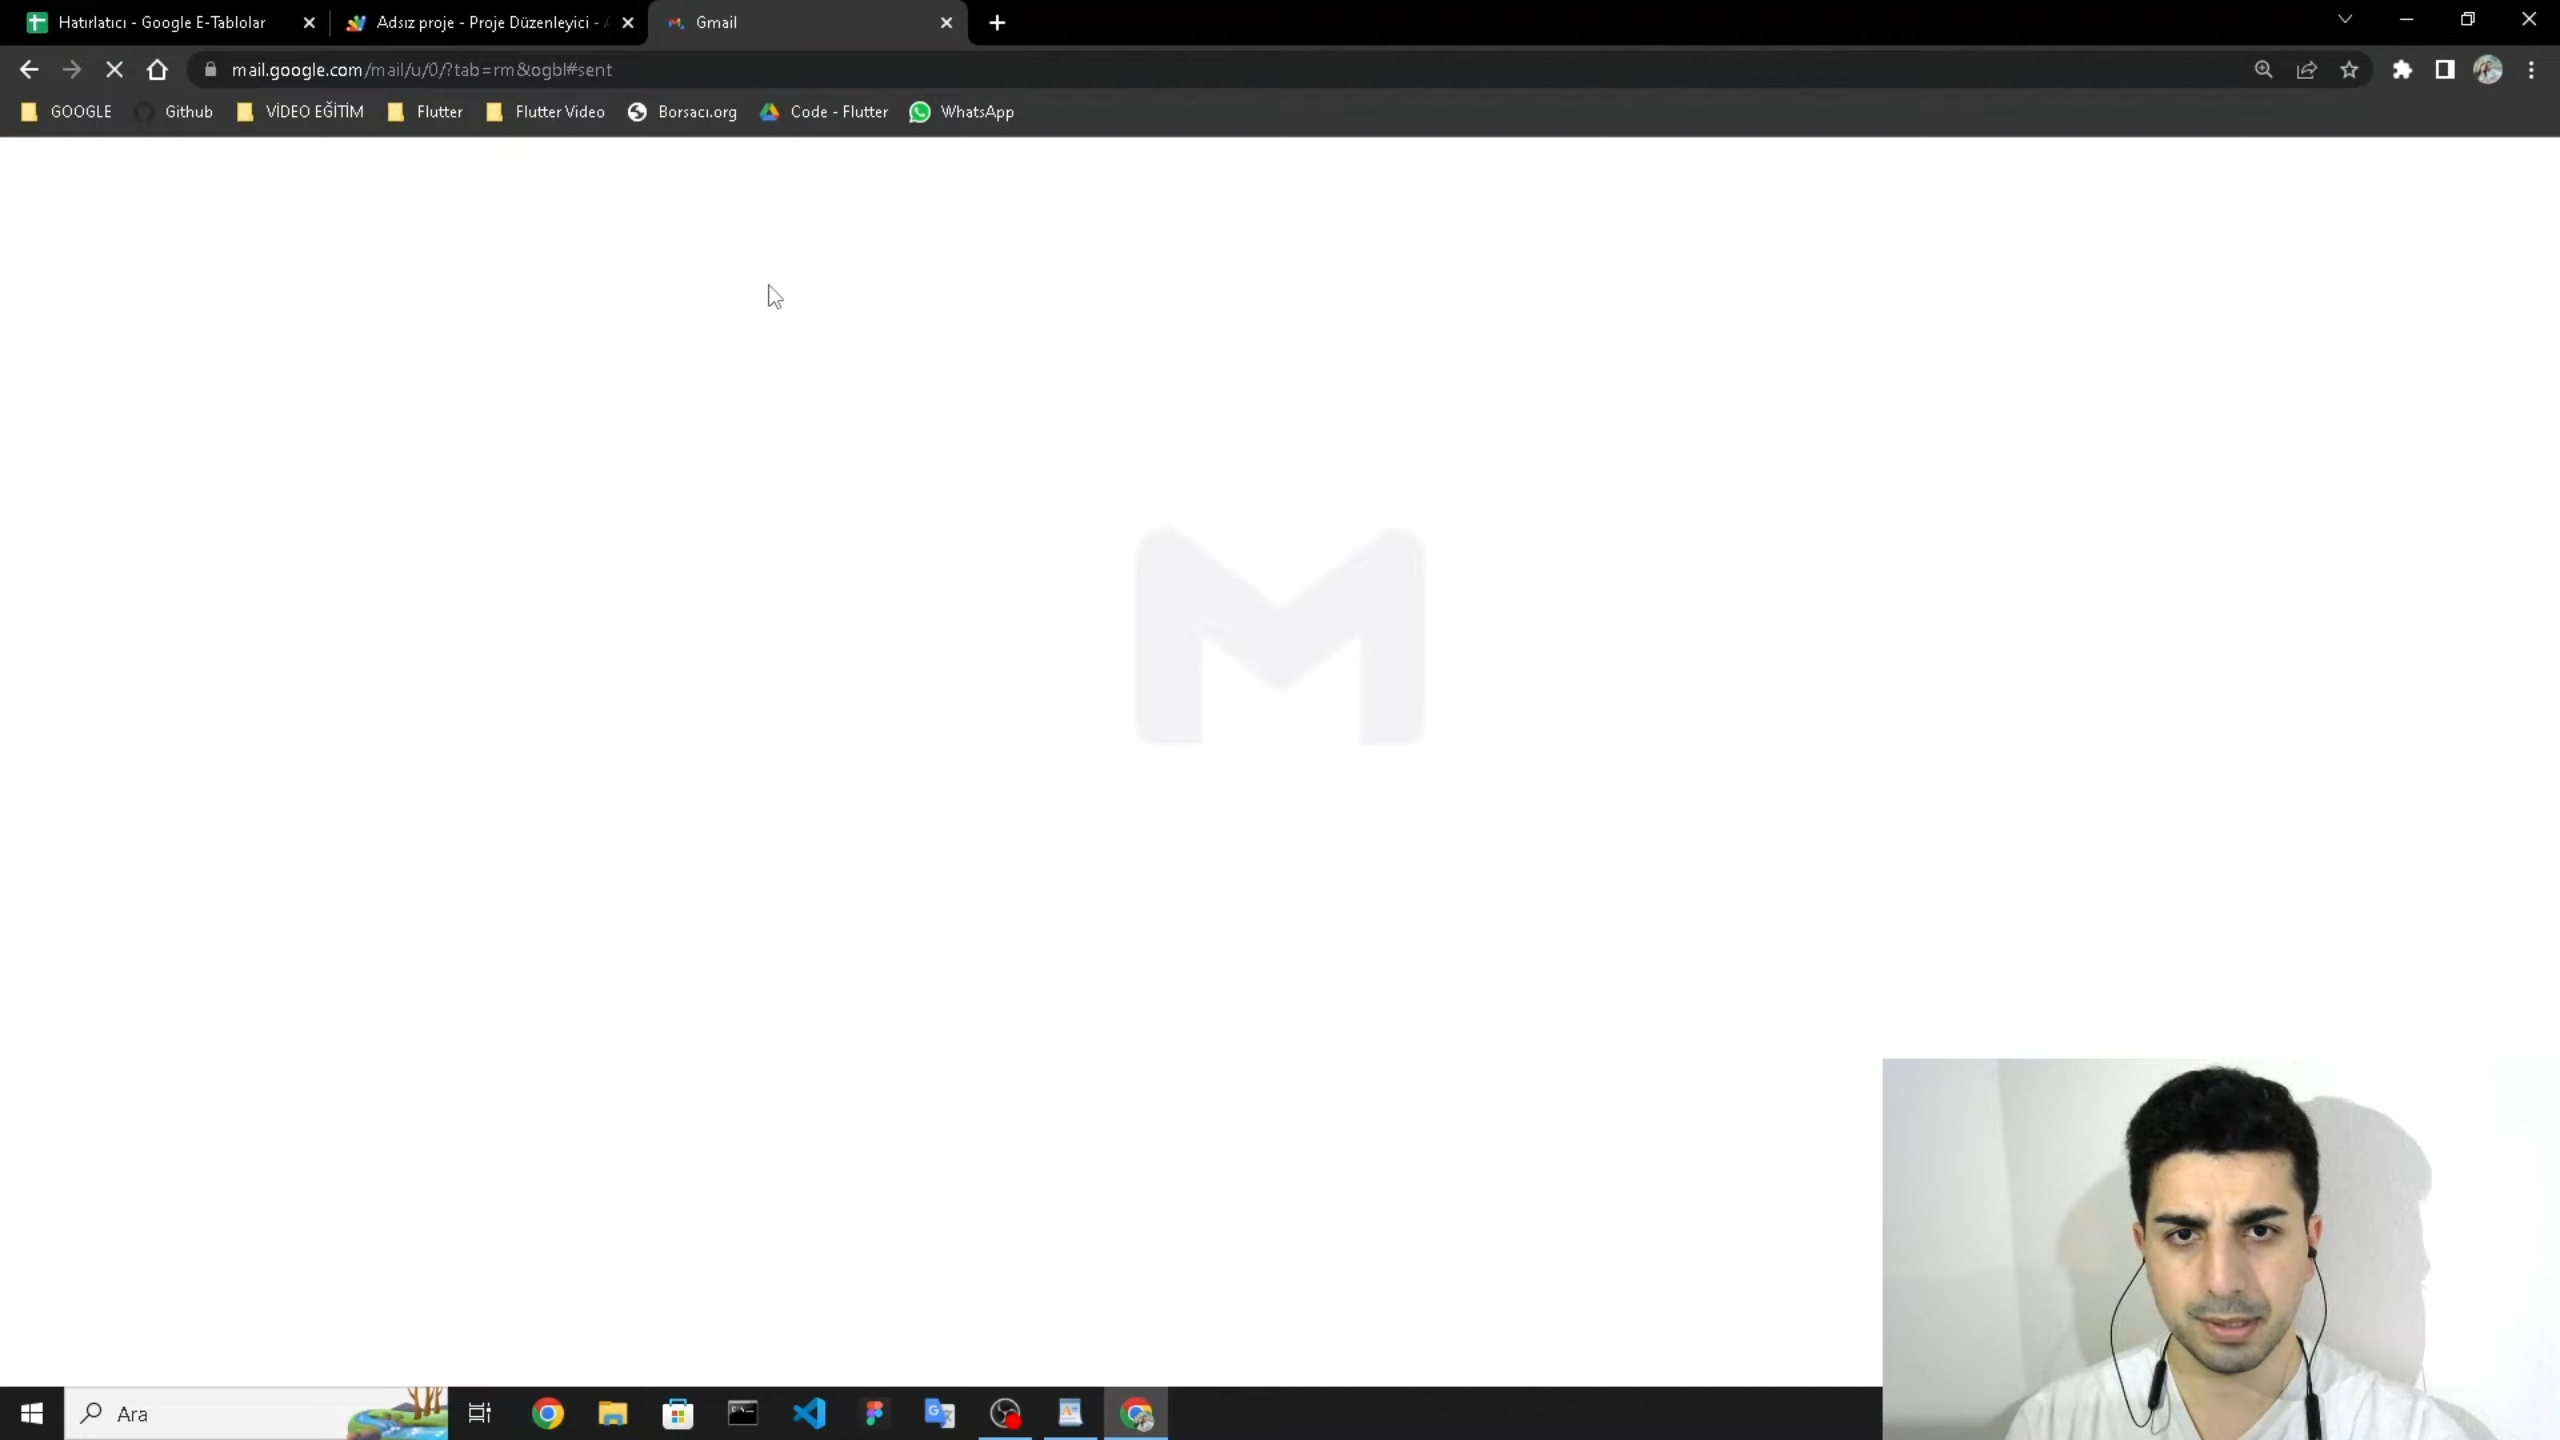 Hatırlatıcı - Google E-Tablolar
Adsız proje - Proje Düzenleyici -
Gmail
mail.google.com/mail/u/0/?tab=rm&ogbl#sent
GOOGLE
Github
VİDEO EĞİTİM
Flutter
Flutter Video
Borsacı.org
Code - Flutter
WhatsApp
Ara